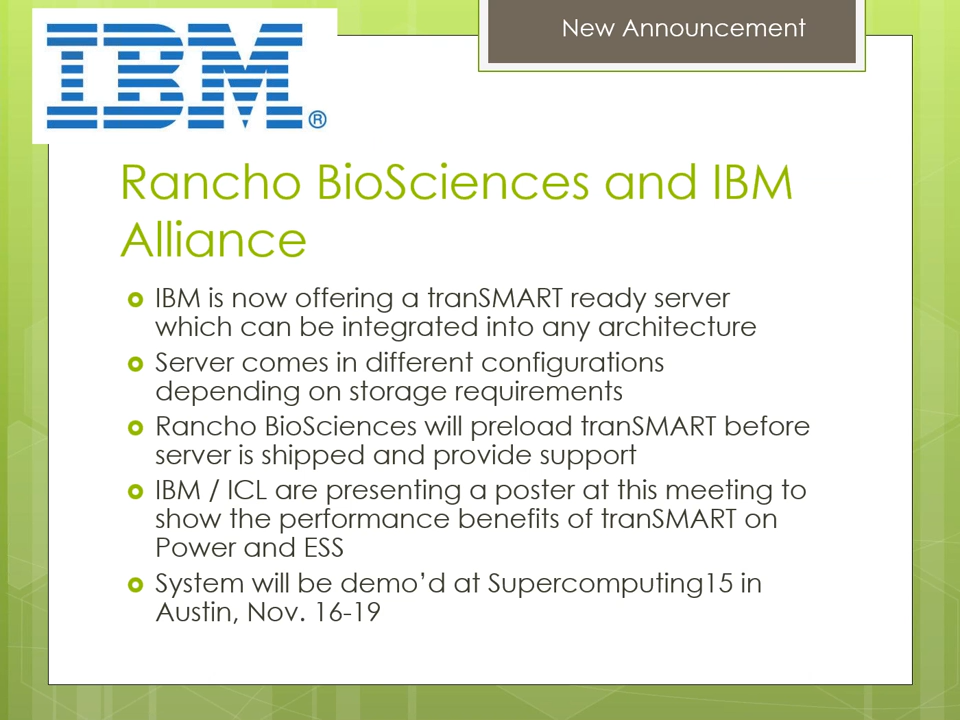 New Announcement
IBM®
Rancho BioSciences and IBM
Alliance
IBM is now offering a tranSMART ready server
which can be integrated into any architecture
Server comes in different configurations
depending on storage requirements
Rancho BioSciences will preload tranSMART before
server is shipped and provide support
IBM / ICL are presenting a poster at this meeting to
show the performance benefits of tranSMART on
Power and ESS
System will be demo’d at Supercomputing15 in
Austin, Nov. 16-19